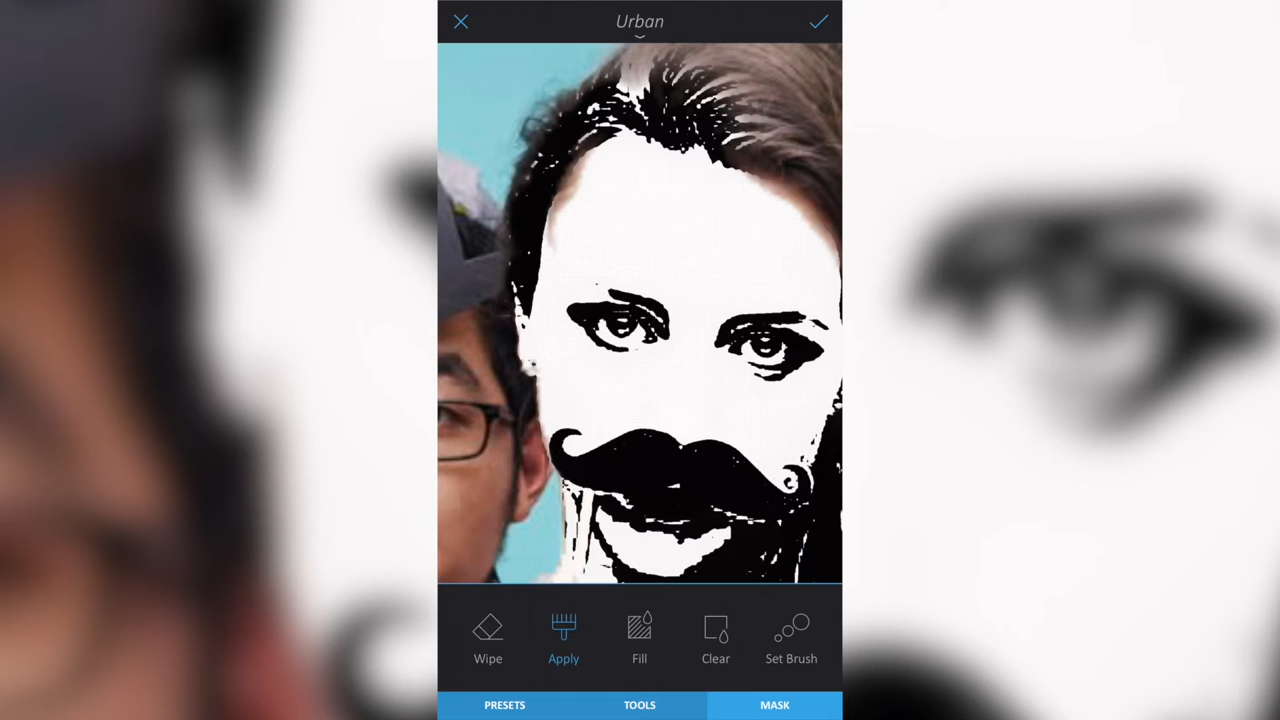 Urban
Wipe
Apply
Fill
Clear
Set Brush
PRESETS
TOOLS
MASK